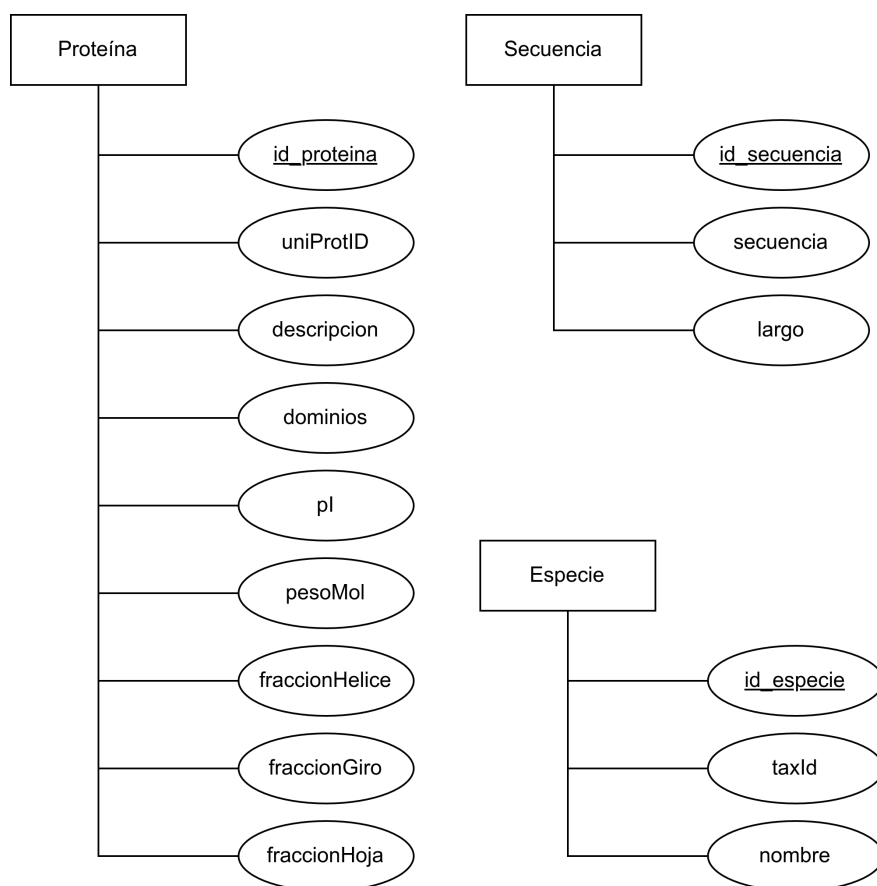 Proteína
id_proteina
uniProtID
descripcion
dominios
pI
pesoMol
fraccionHelice
fraccionGiro
fraccionHoja
Secuencia
id_secuencia
secuencia
largo
Especie
id_especie
taxId
nombre